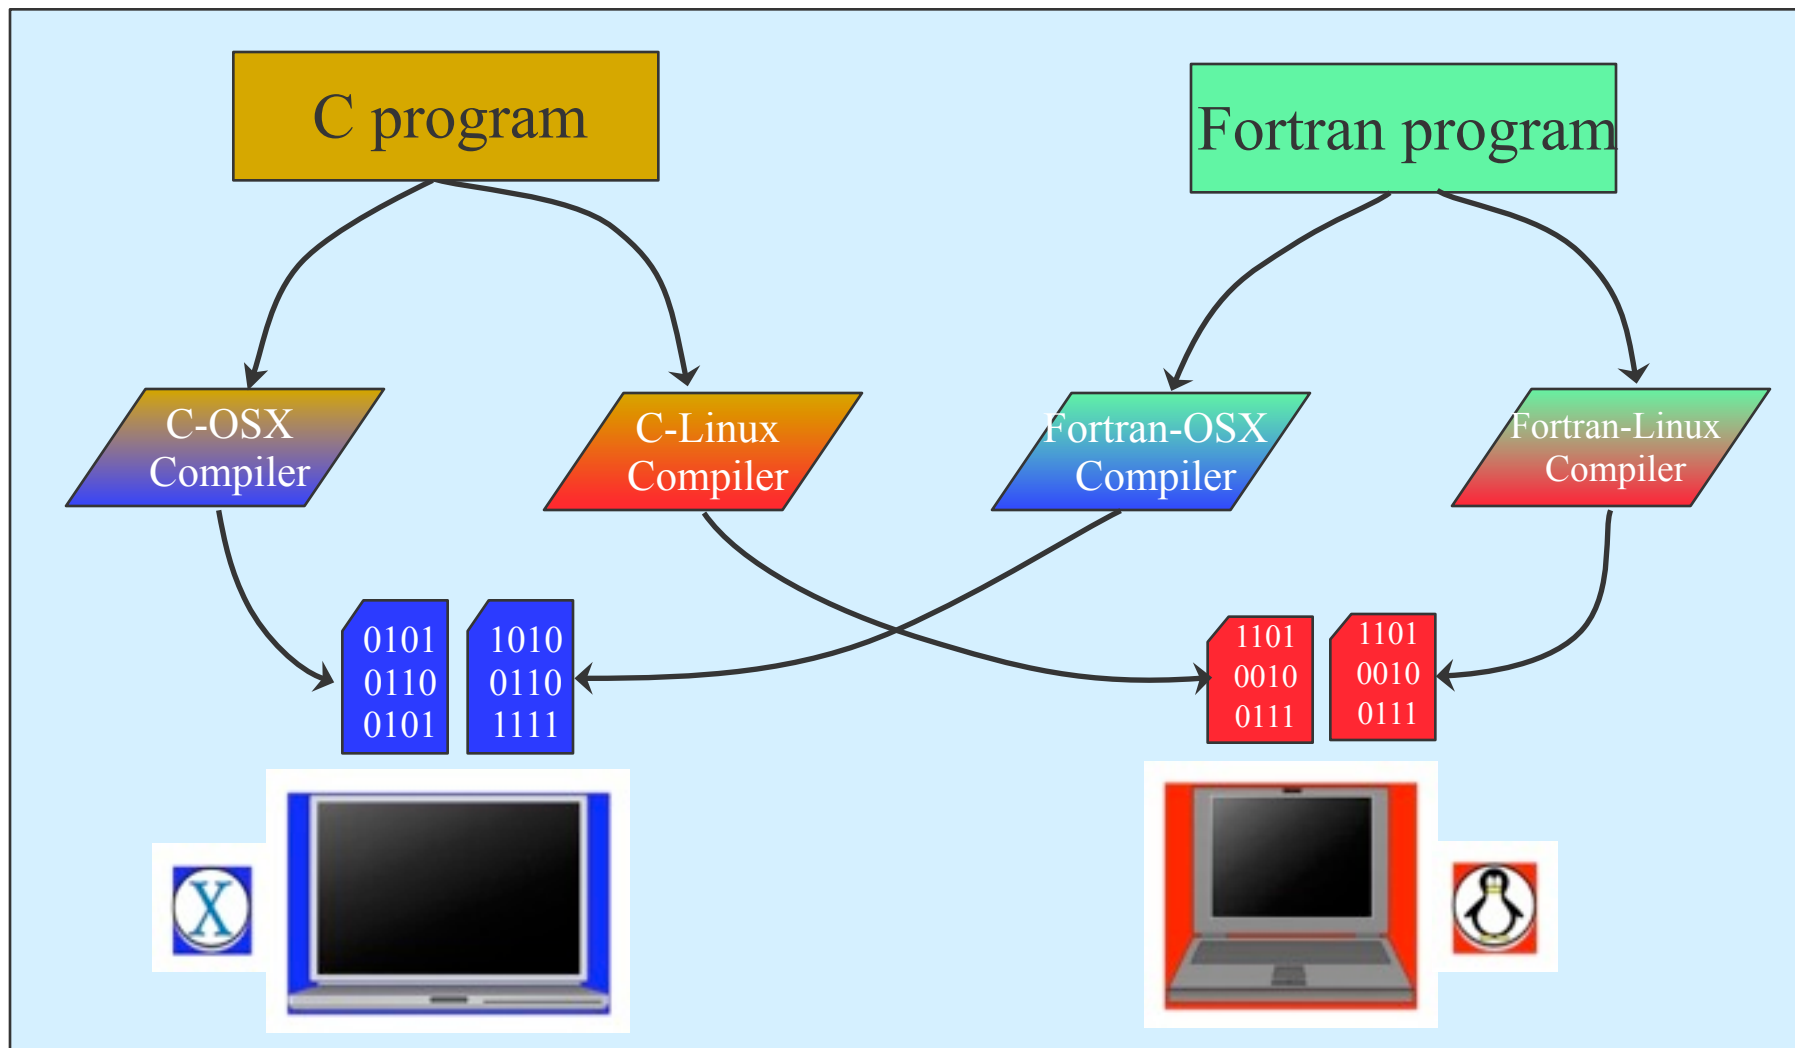 C program
Fortran program
C-OSX
Compiler
C-Linux
Compiler
Fortran-OSX
Compiler
Fortran-Linux
Compiler
0101
0110
0101
1010
0110
1111
1101
0010
0111
1101
0010
0111
X